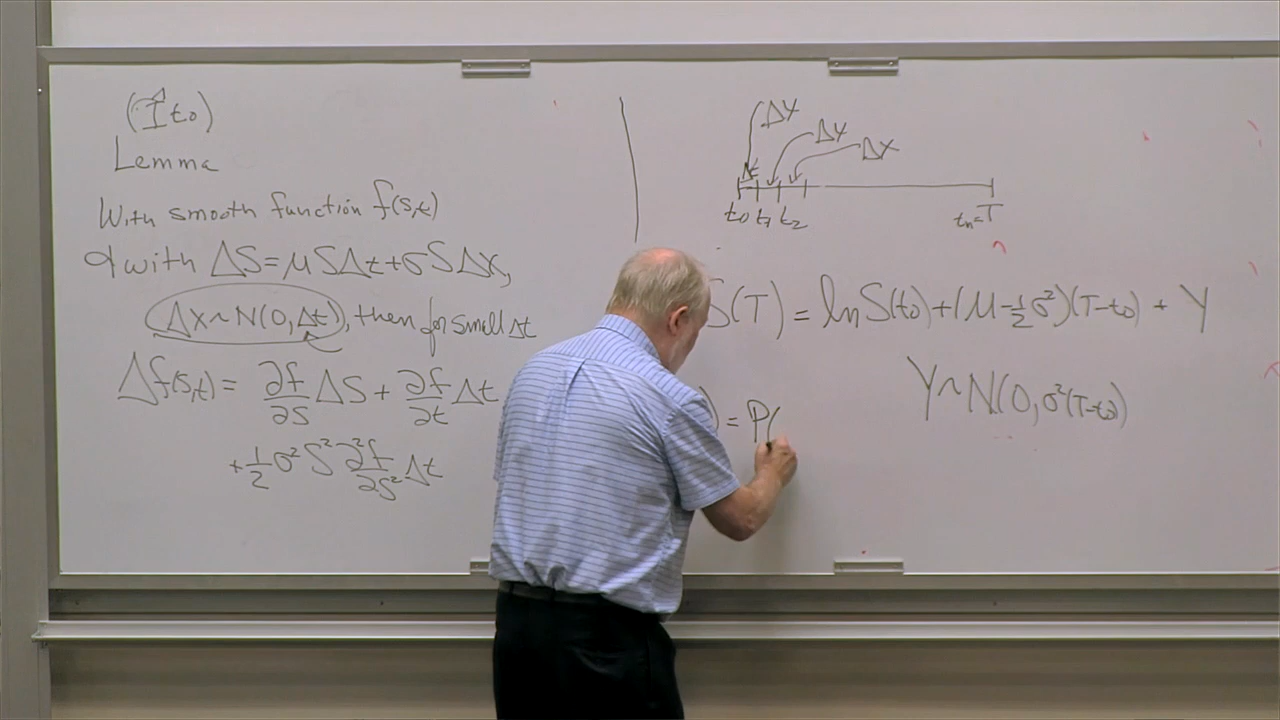 (Îto)
Lemma
With smooth function f(S,t)
& with ΔS = μSΔt + σSΔX,
ΔX ~ N(0, Δt), then for small Δt
Δf(S,t) = ∂f/∂S ΔS + ∂f/∂t Δt
+ 1/2 σ² S² ∂²f/∂S² Δt
ΔX
ΔX
ΔX
t0 t1 t2 tn=T
S(T) = ln S(t0) + (μ - 1/2 σ²)(T-t0) + Y
Y ~ N(0, σ²(T-t0))
) = P(